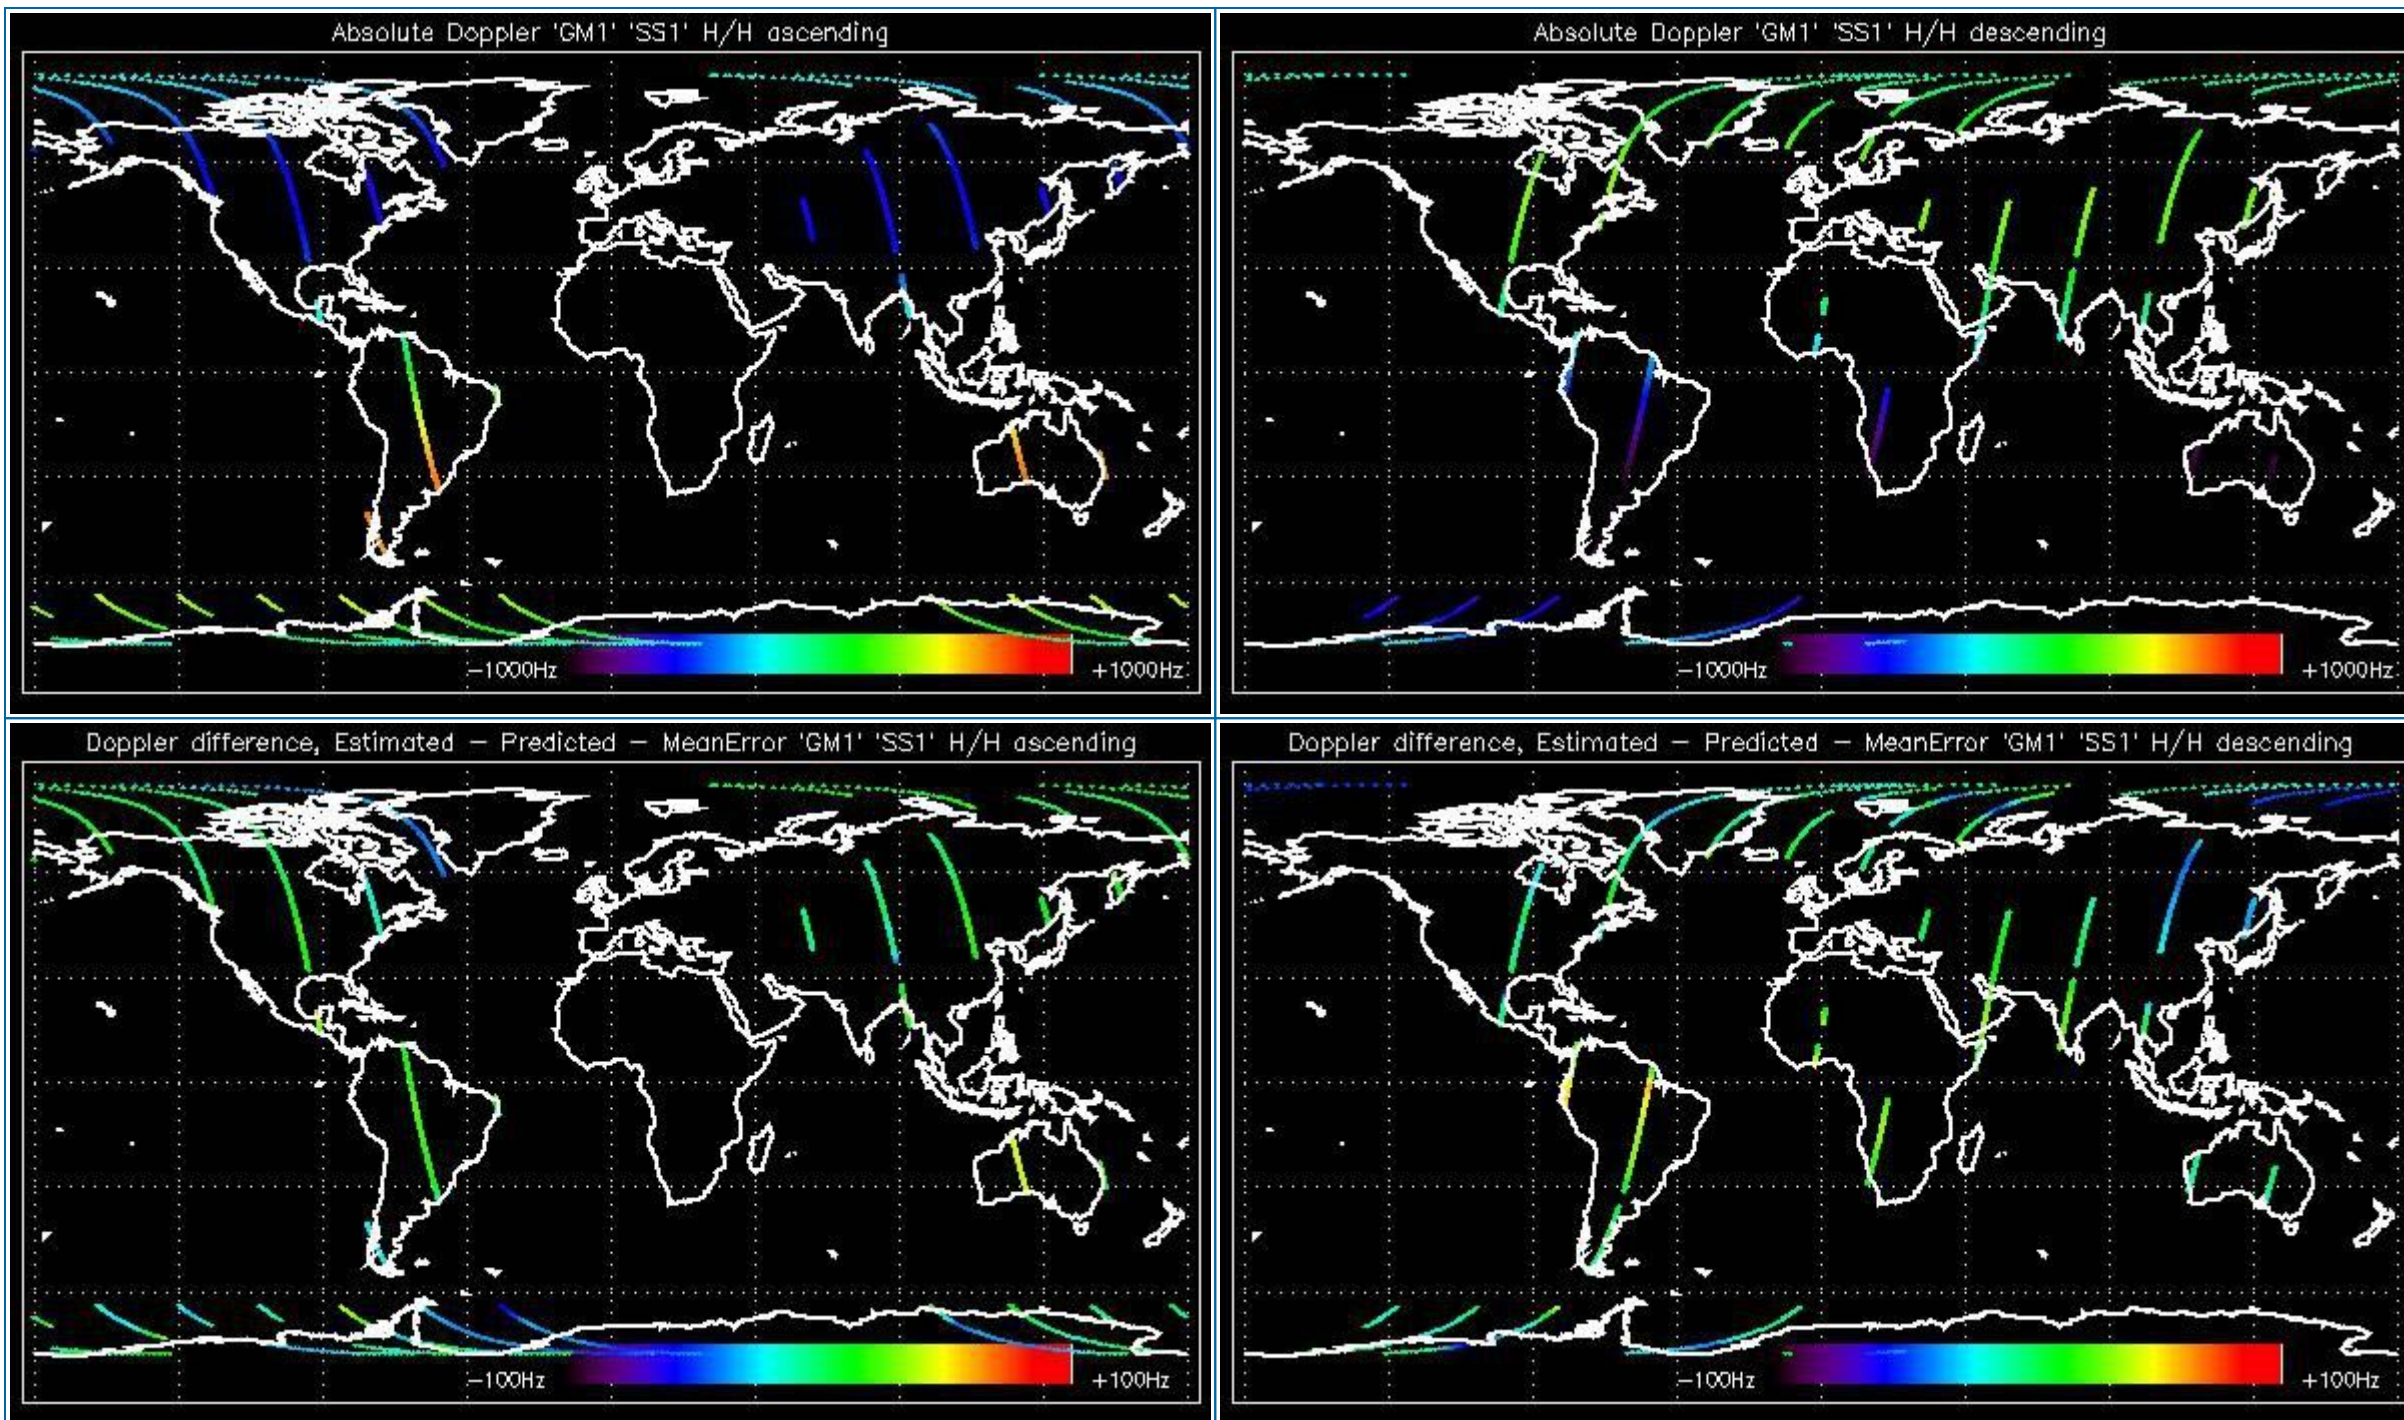 Absolute Doppler 'GM1' 'SS1' H/H ascending
-1000Hz
+1000Hz
Absolute Doppler 'GM1' 'SS1' H/H descending
-1000Hz
+1000Hz
Doppler difference, Estimated - Predicted - MeanError 'GM1' 'SS1' H/H ascending
-100Hz
+100Hz
Doppler difference, Estimated - Predicted - MeanError 'GM1' 'SS1' H/H descending
-100Hz
+100Hz